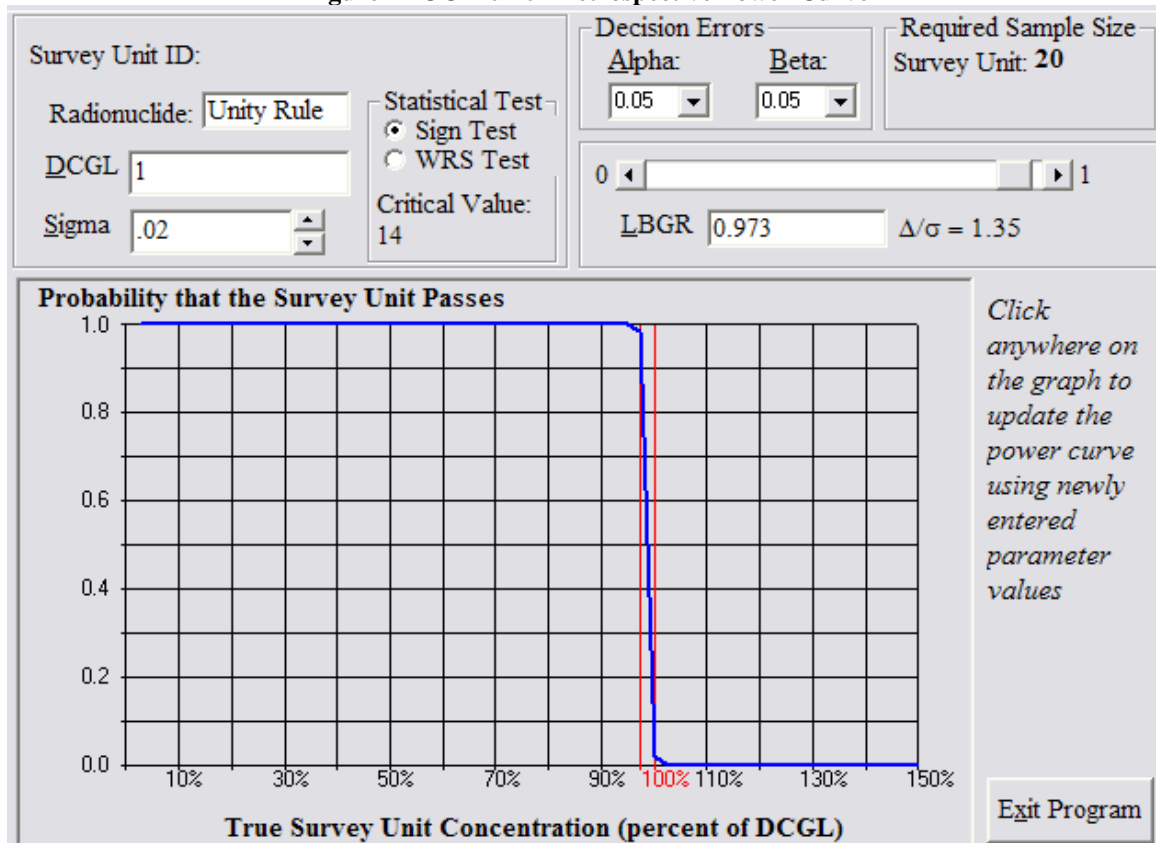 Survey Unit ID:
Radionuclide: Unity Rule
DCGL 1
Sigma .02
Statistical Test
Sign Test
WRS Test
Critical Value:
14
Decision Errors
Alpha: Beta:
0.05 0.05
Required Sample Size
Survey Unit: 20
0 1
LBGR 0.973 Δ/σ = 1.35
Probability that the Survey Unit Passes
1.0
0.8
0.6
0.4
0.2
0.0
10% 30% 50% 70% 90% 100% 110% 130% 150%
True Survey Unit Concentration (percent of DCGL)
Click
anywhere on
the graph to
update the
power curve
using newly
entered
parameter
values
Exit Program